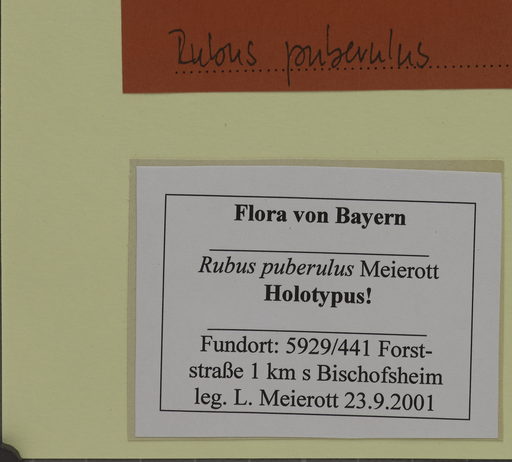 Rubus puberulus
Flora von Bayern
Rubus puberulus Meierott
Holotypus!
Fundort: 5929/441 Forst-
straße 1 km s Bischofsheim
leg. L. Meierott 23.9.2001